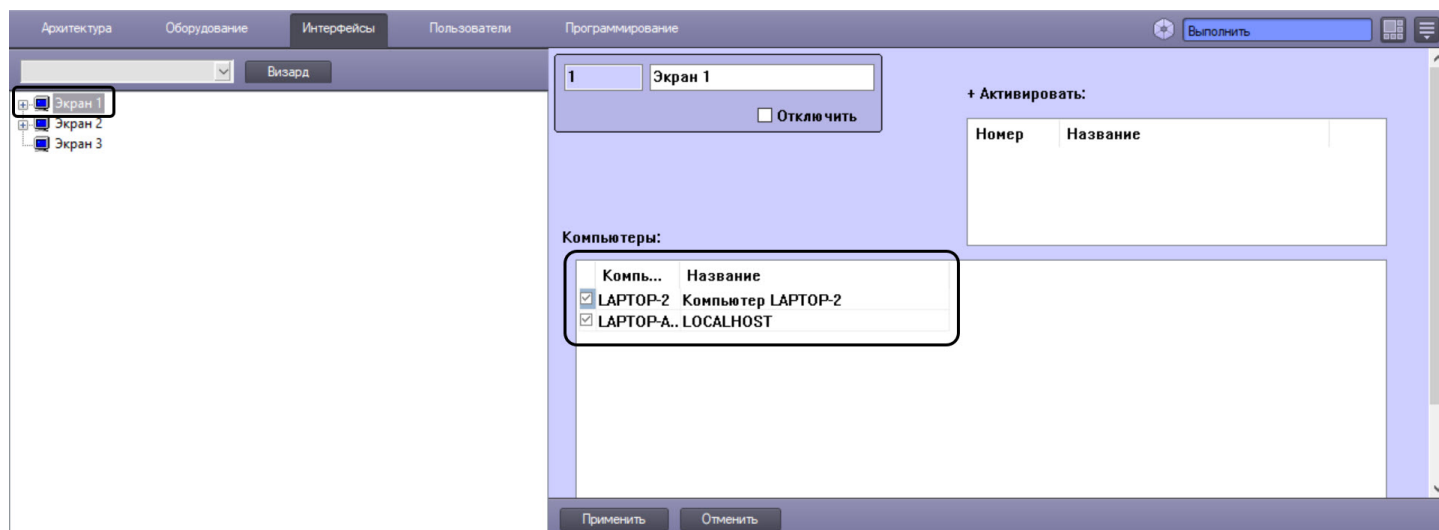 Архитектура Оборудование Интерфейсы Пользователи Программирование Выполнить
Визард
Экран 1
Экран 2
Экран 3
1 Экран 1
Отключить
+ Активировать:
Номер Название
Компьютеры:
Компь... Название
LAPTOP-2 Компьютер LAPTOP-2
LAPTOP-A.. LOCALHOST
Применить Отменить